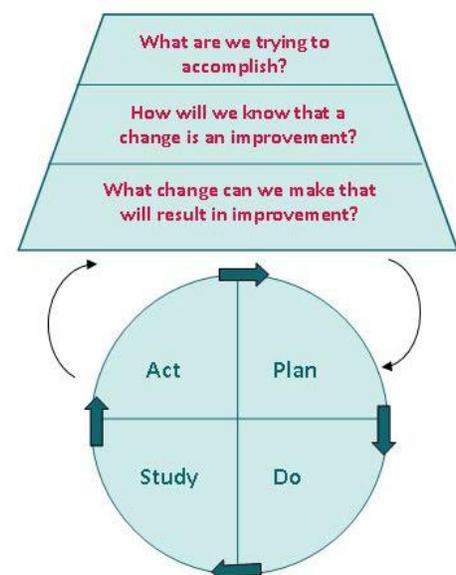 What are we trying to
accomplish?
How will we know that a
change is an improvement?
What change can we make that
will result in improvement?
Act
Plan
Study
Do